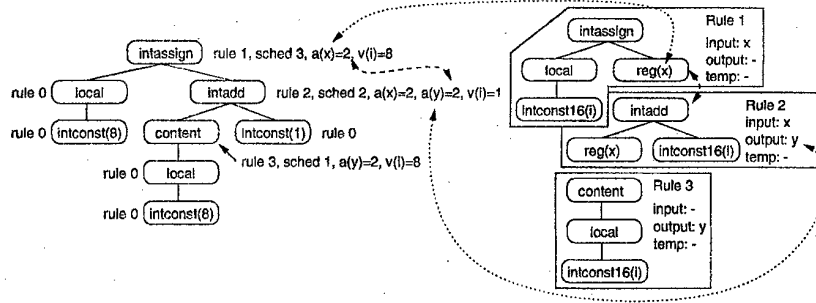 intassign
rule 1, sched 3, a(x)=2, v(i)=8
rule 0
local
intadd
rule 2, sched 2, a(x)=2, a(y)=2, v(i)=1
rule 0
intconst(8)
content
intconst(1)
rule 0
rule 3, sched 1, a(y)=2, v(i)=8
rule 0
local
rule 0
intconst(8)
Rule 1
intassign
input: x
output: -
temp: -
local
reg(x)
intconst16(i)
Rule 2
intadd
input: x
output: y
temp: -
reg(x)
intconst16(i)
Rule 3
content
input: -
output: y
temp: -
local
intconst16(i)